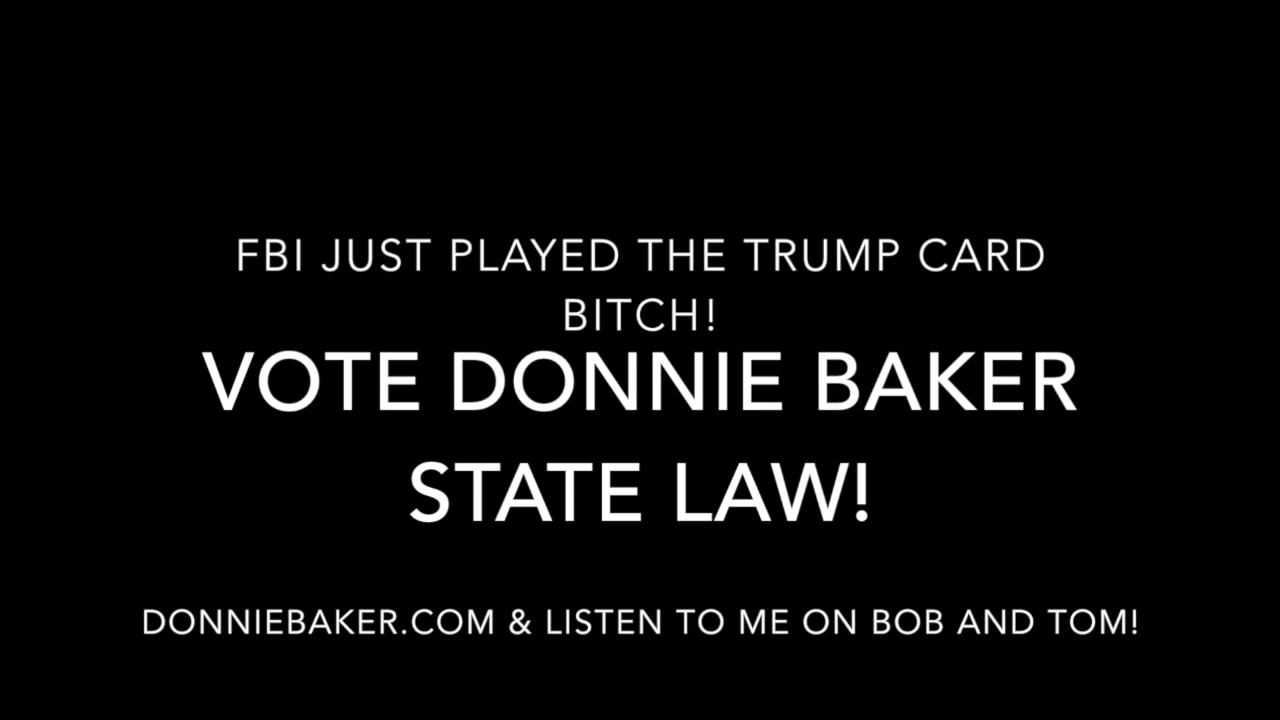 FBI JUST PLAYED THE TRUMP CARD
BITCH!
VOTE DONNIE BAKER
STATE LAW!
DONNIEBAKER.COM & LISTEN TO ME ON BOB AND TOM!